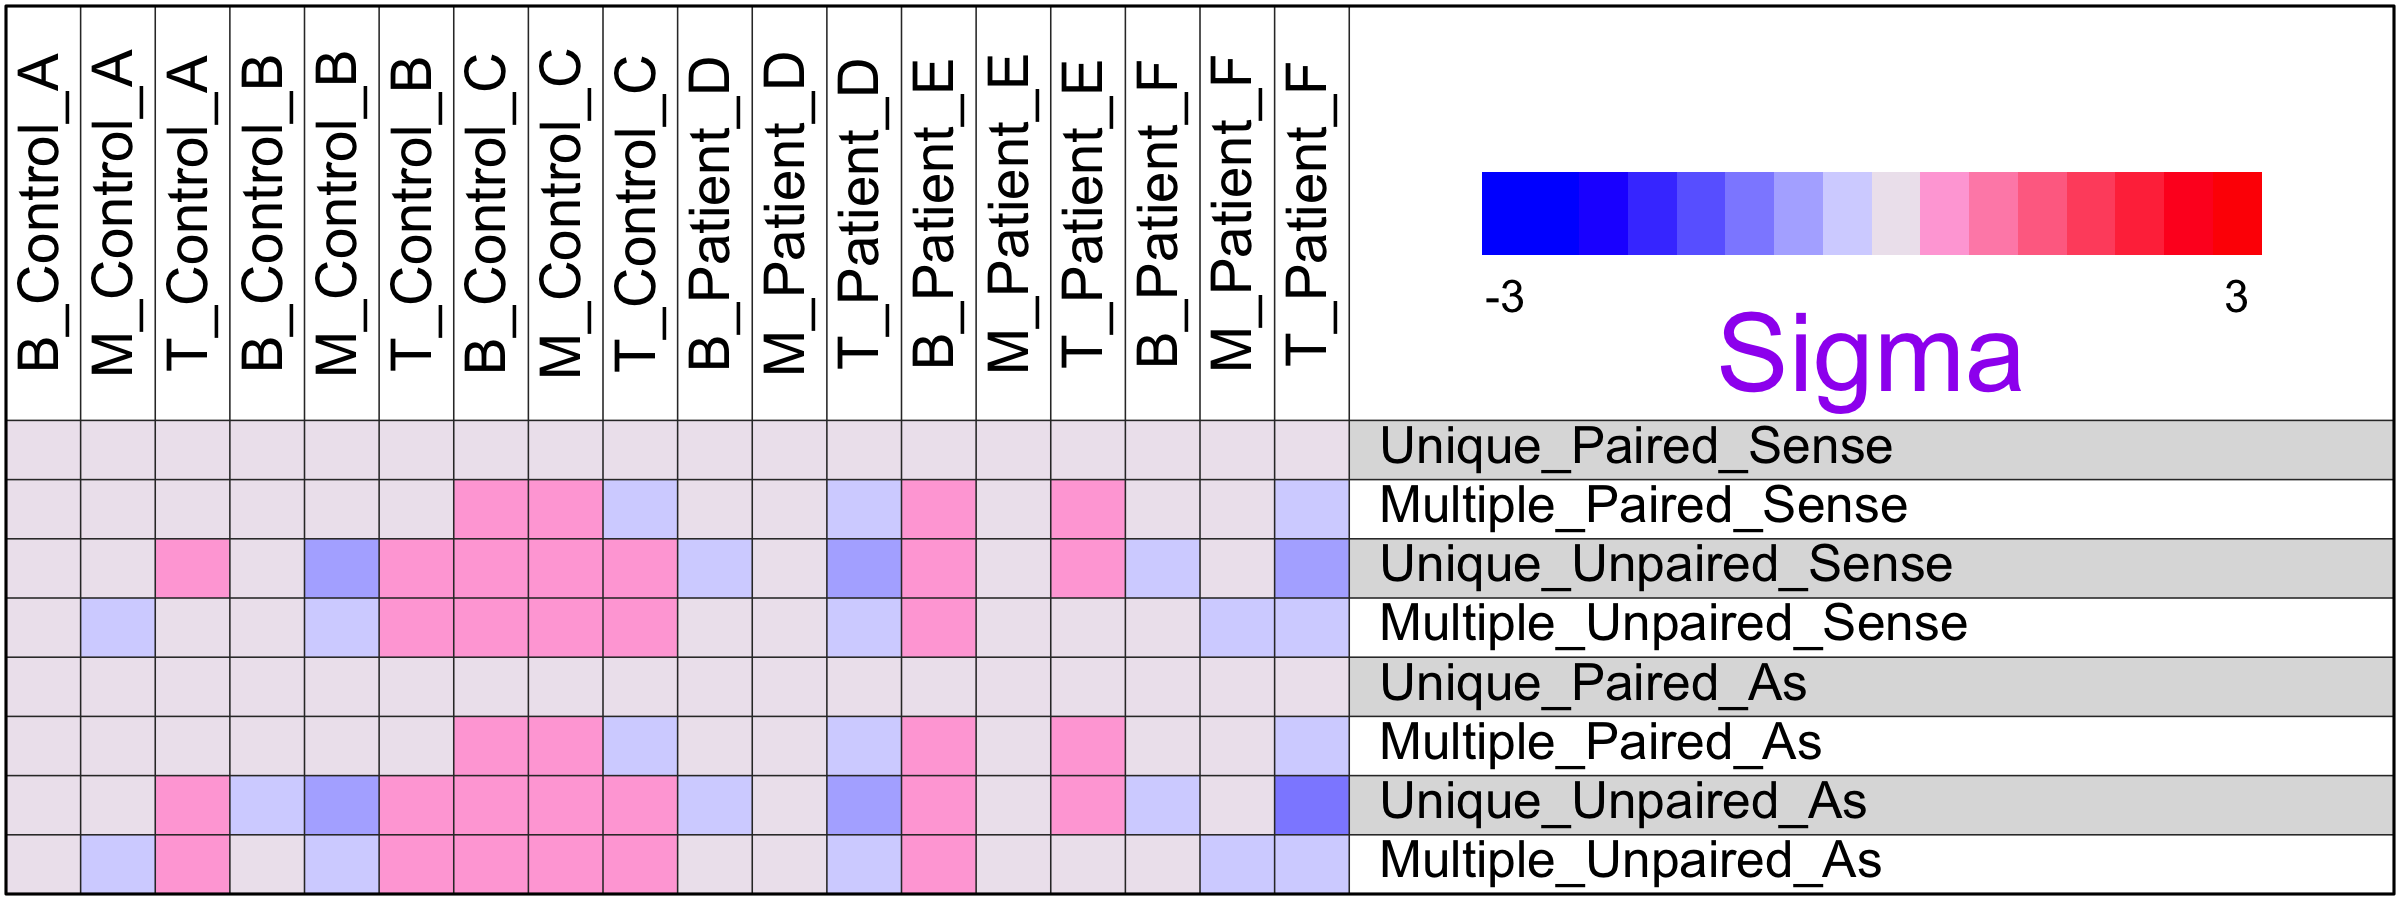 B_Control_A
M_Control_A
T_Control_A
B_Control_B
M_Control_B
T_Control_B
B_Control_C
M_Control_C
T_Control_C
B_Patient_D
M_Patient_D
T_Patient_D
B_Patient_E
M_Patient_E
T_Patient_E
B_Patient_F
M_Patient_F
T_Patient_F
-3 3
Sigma
Unique_Paired_Sense
Multiple_Paired_Sense
Unique_Unpaired_Sense
Multiple_Unpaired_Sense
Unique_Paired_As
Multiple_Paired_As
Unique_Unpaired_As
Multiple_Unpaired_As